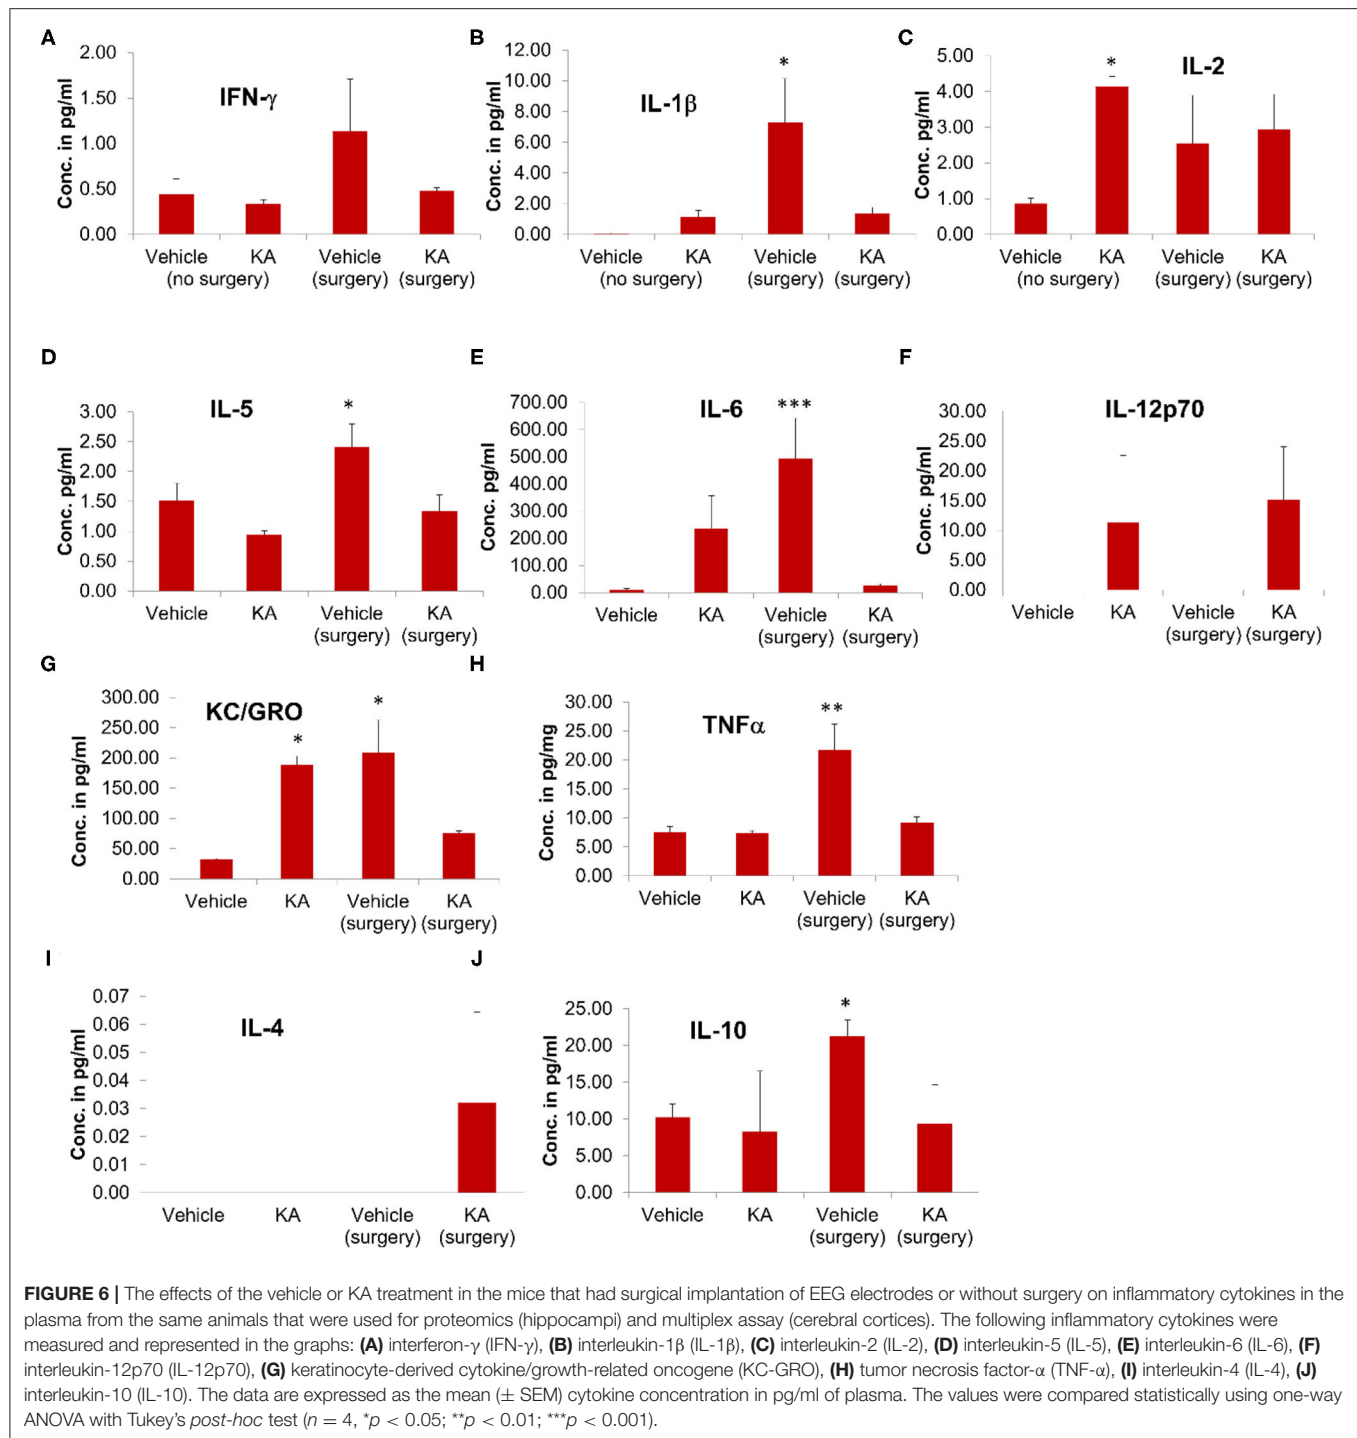 A
2.00
1.50
1.00
0.50
0.00
Conc. in pg/ml
IFN-γ
Vehicle KA Vehicle KA
(no surgery) (surgery) (surgery)
B
12.00
10.00
8.00
6.00
4.00
2.00
0.00
Conc. in pg/ml
IL-1β
*
Vehicle KA Vehicle KA
(no surgery) (surgery) (surgery)
C
5.00
4.00
3.00
2.00
1.00
0.00
Conc. pg/ml
*
IL-2
Vehicle KA Vehicle KA
(no surgery) (surgery) (surgery)
D
3.00
2.50
2.00
1.50
1.00
0.50
0.00
Conc. pg/ml
IL-5
*
Vehicle KA Vehicle KA
(surgery) (surgery)
E
700.00
600.00
500.00
400.00
300.00
200.00
100.00
0.00
Conc. in pg/ml
IL-6
***
Vehicle KA Vehicle KA
(surgery) (surgery)
F
30.00
25.00
20.00
15.00
10.00
5.00
0.00
Conc. pg/ml
IL-12p70
Vehicle KA Vehicle KA
(surgery) (surgery)
G
300.00
250.00
200.00
150.00
100.00
50.00
0.00
Conc. in pg/ml
KC/GRO
*
*
Vehicle KA Vehicle KA
(surgery) (surgery)
H
30.00
25.00
20.00
15.00
10.00
5.00
0.00
Conc. in pg/mg
TNFα
**
Vehicle KA Vehicle KA
(surgery) (surgery)
I
0.07
0.06
0.05
0.04
0.03
0.02
0.01
0.00
Conc. in pg/ml
IL-4
Vehicle KA Vehicle KA
(surgery) (surgery)
J
25.00
20.00
15.00
10.00
5.00
0.00
Conc. in pg/ml
IL-10
*
Vehicle KA Vehicle KA
(surgery) (surgery)
FIGURE 6 | The effects of the vehicle or KA treatment in the mice that had surgical implantation of EEG electrodes or without surgery on inflammatory cytokines in the
plasma from the same animals that were used for proteomics (hippocampi) and multiplex assay (cerebral cortices). The following inflammatory cytokines were
measured and represented in the graphs: (A) interferon-γ (IFN-γ), (B) interleukin-1β (IL-1β), (C) interleukin-2 (IL-2), (D) interleukin-5 (IL-5), (E) interleukin-6 (IL-6), (F)
interleukin-12p70 (IL-12p70), (G) keratinocyte-derived cytokine/growth-related oncogene (KC-GRO), (H) tumor necrosis factor-α (TNF-α), (I) interleukin-4 (IL-4), (J)
interleukin-10 (IL-10). The data are expressed as the mean (± SEM) cytokine concentration in pg/ml of plasma. The values were compared statistically using one-way
ANOVA with Tukey's post-hoc test (n = 4, *p < 0.05; **p < 0.01; ***p < 0.001).